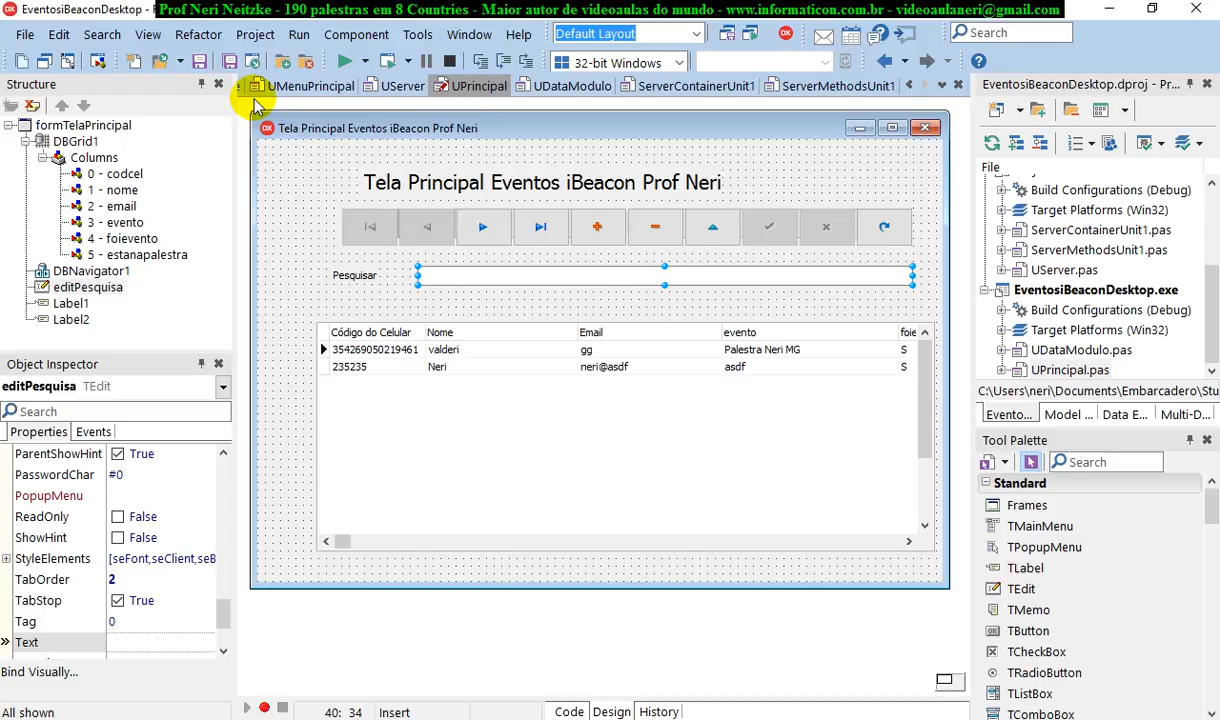 EventosiBeaconDesktop -
Prof Neri Neitzke - 190 palestras em 8 Countries - Maior autor de videoaulas do mundo - www.informaticon.com.br - videoaulaneri@gmail.com
File Edit Search View Refactor Project Run Component Tools Window Help
Default Layout
Search
32-bit Windows
Structure
UMenuPrincipal UServer UPrincipal UDataModulo ServerContainerUnit1 ServerMethodsUnit1
EventosiBeaconDesktop.dproj - P...
formTelaPrincipal
DBGrid1
Columns
0 - codcel
1 - nome
2 - email
3 - evento
4 - foievento
5 - estanapalestra
DBNavigator1
editPesquisa
Label1
Label2
Object Inspector
editPesquisa TEdit
Search
Properties Events
ParentShowHint True
PasswordChar #0
PopupMenu
ReadOnly False
ShowHint False
StyleElements [seFont,seClient,seB
TabOrder 2
TabStop True
Tag 0
Text
Bind Visually...
All shown
Tela Principal Eventos iBeacon Prof Neri
Tela Principal Eventos iBeacon Prof Neri
Pesquisar
Código do Celular Nome Email evento foie
354269050219461 valderi gg Palestra Neri MG S
235235 Neri neri@asdf asdf S
40: 34 Insert
Code Design History
File
Build Configurations (Debug)
Target Platforms (Win32)
ServerContainerUnit1.pas
ServerMethodsUnit1.pas
UServer.pas
EventosiBeaconDesktop.exe
Build Configurations (Debug)
Target Platforms (Win32)
UDataModulo.pas
UPrincipal.pas
C:\Users\neri\Documents\Embarcadero\Stu
Evento... Model ... Data E... Multi-D...
Tool Palette
Search
Standard
Frames
TMainMenu
TPopupMenu
TLabel
TEdit
TMemo
TButton
TCheckBox
TRadioButton
TListBox
TComboBox